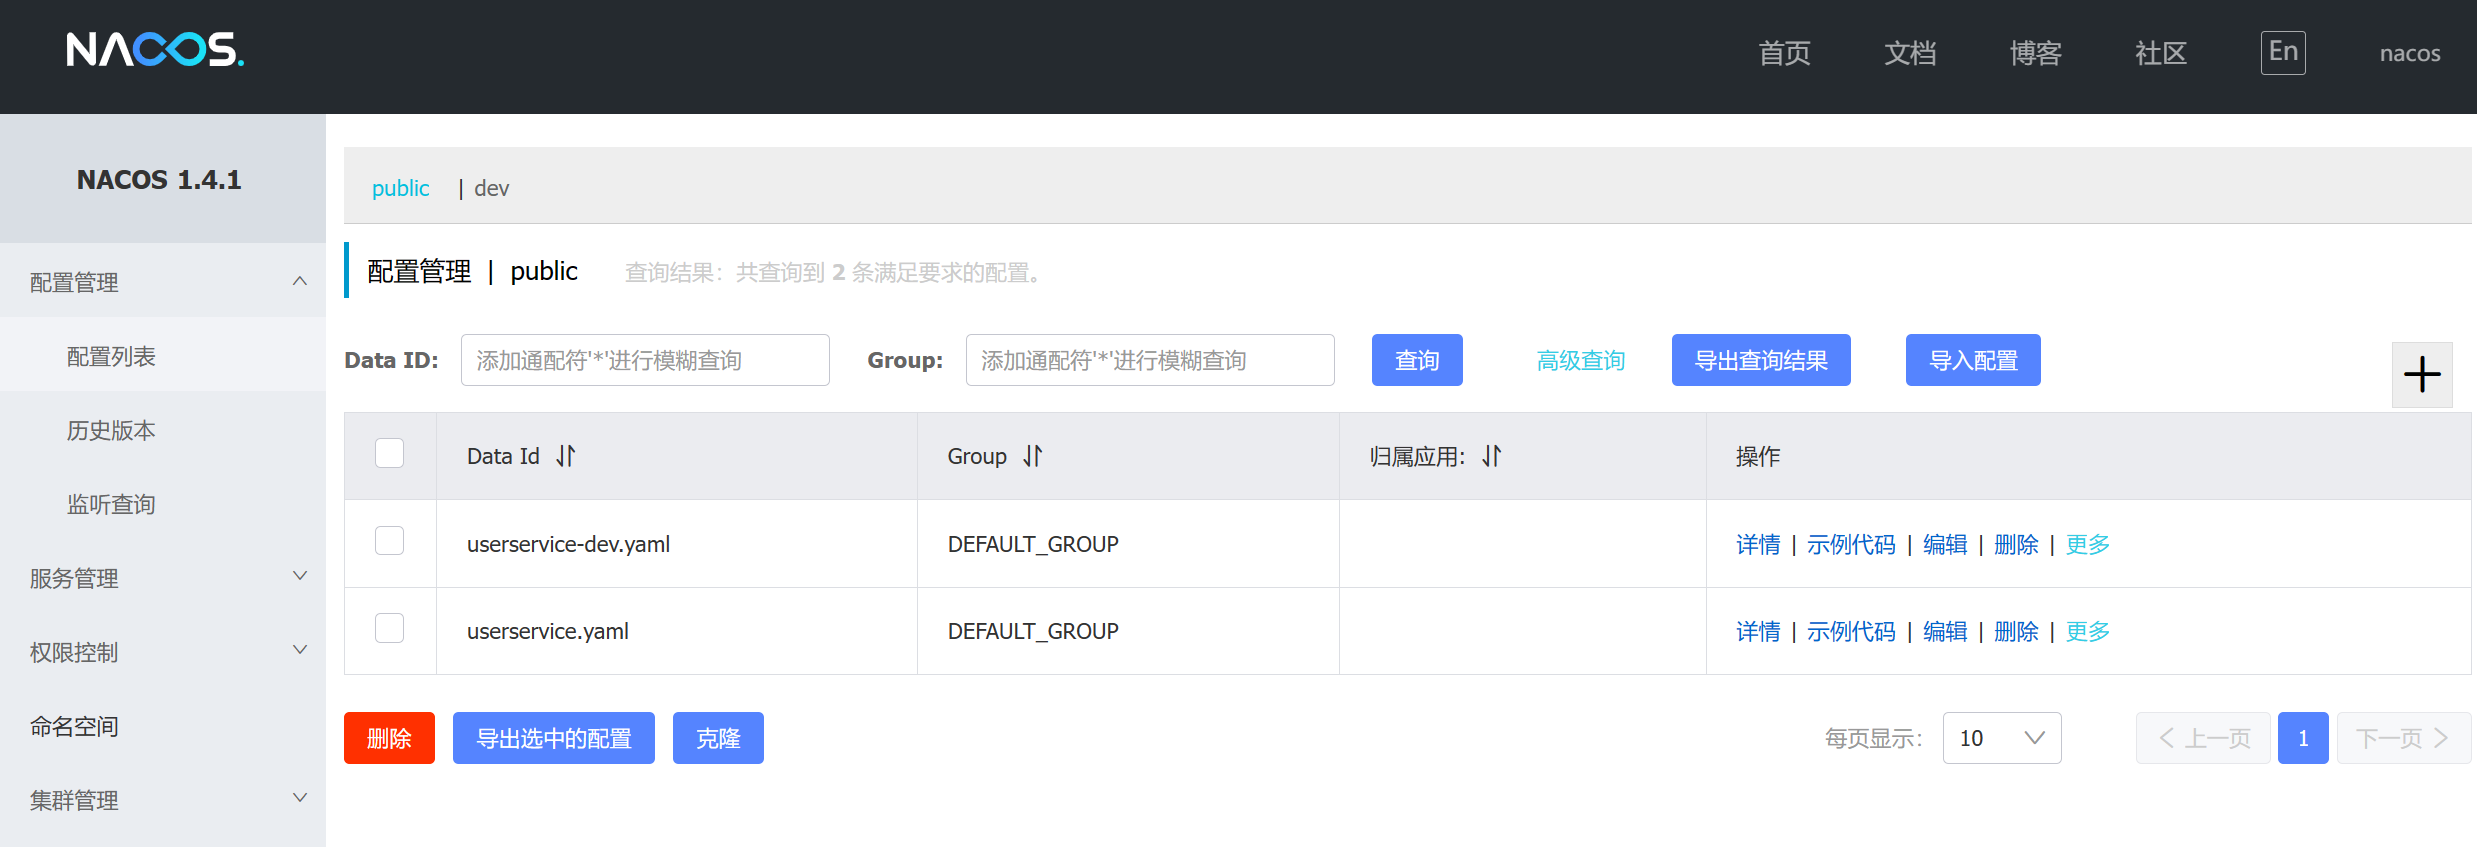 NACOS.
首页 文档 博客 社区 En nacos
NACOS 1.4.1
配置管理
配置列表
历史版本
监听查询
服务管理
权限控制
命名空间
集群管理
public | dev
配置管理 | public 查询结果：共查询到 2 条满足要求的配置。
Data ID: 添加通配符'*'进行模糊查询 Group: 添加通配符'*'进行模糊查询 查询 高级查询 导出查询结果 导入配置
Data Id Group 归属应用: 操作
userservice-dev.yaml DEFAULT_GROUP 详情 | 示例代码 | 编辑 | 删除 | 更多
userservice.yaml DEFAULT_GROUP 详情 | 示例代码 | 编辑 | 删除 | 更多
删除 导出选中的配置 克隆 每页显示: 10 上一页 1 下一页